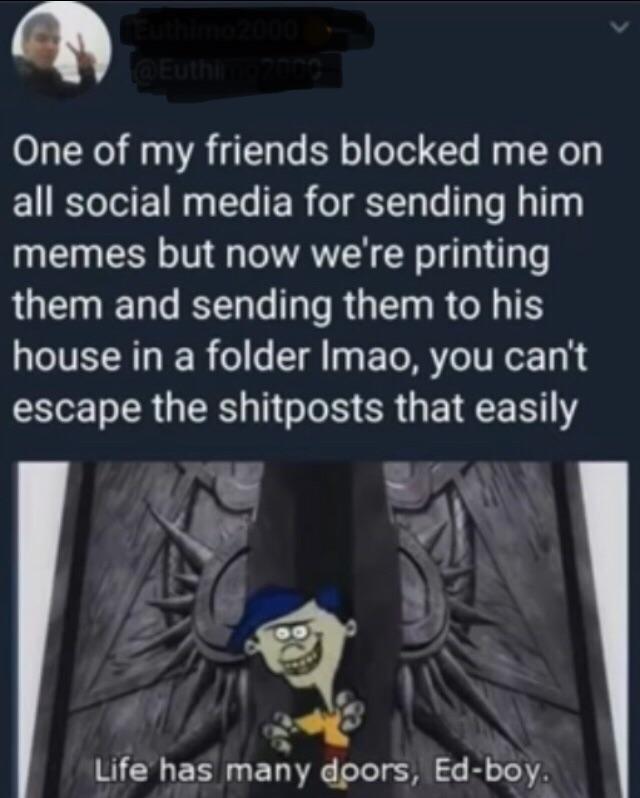 Euthimo2000
One of my friends blocked me on
all social media for sending him
memes but now we're printing
them and sending them to his
house in a folder lmao, you can't
escape the shitposts that easily
Life has many doors, Ed-boy.